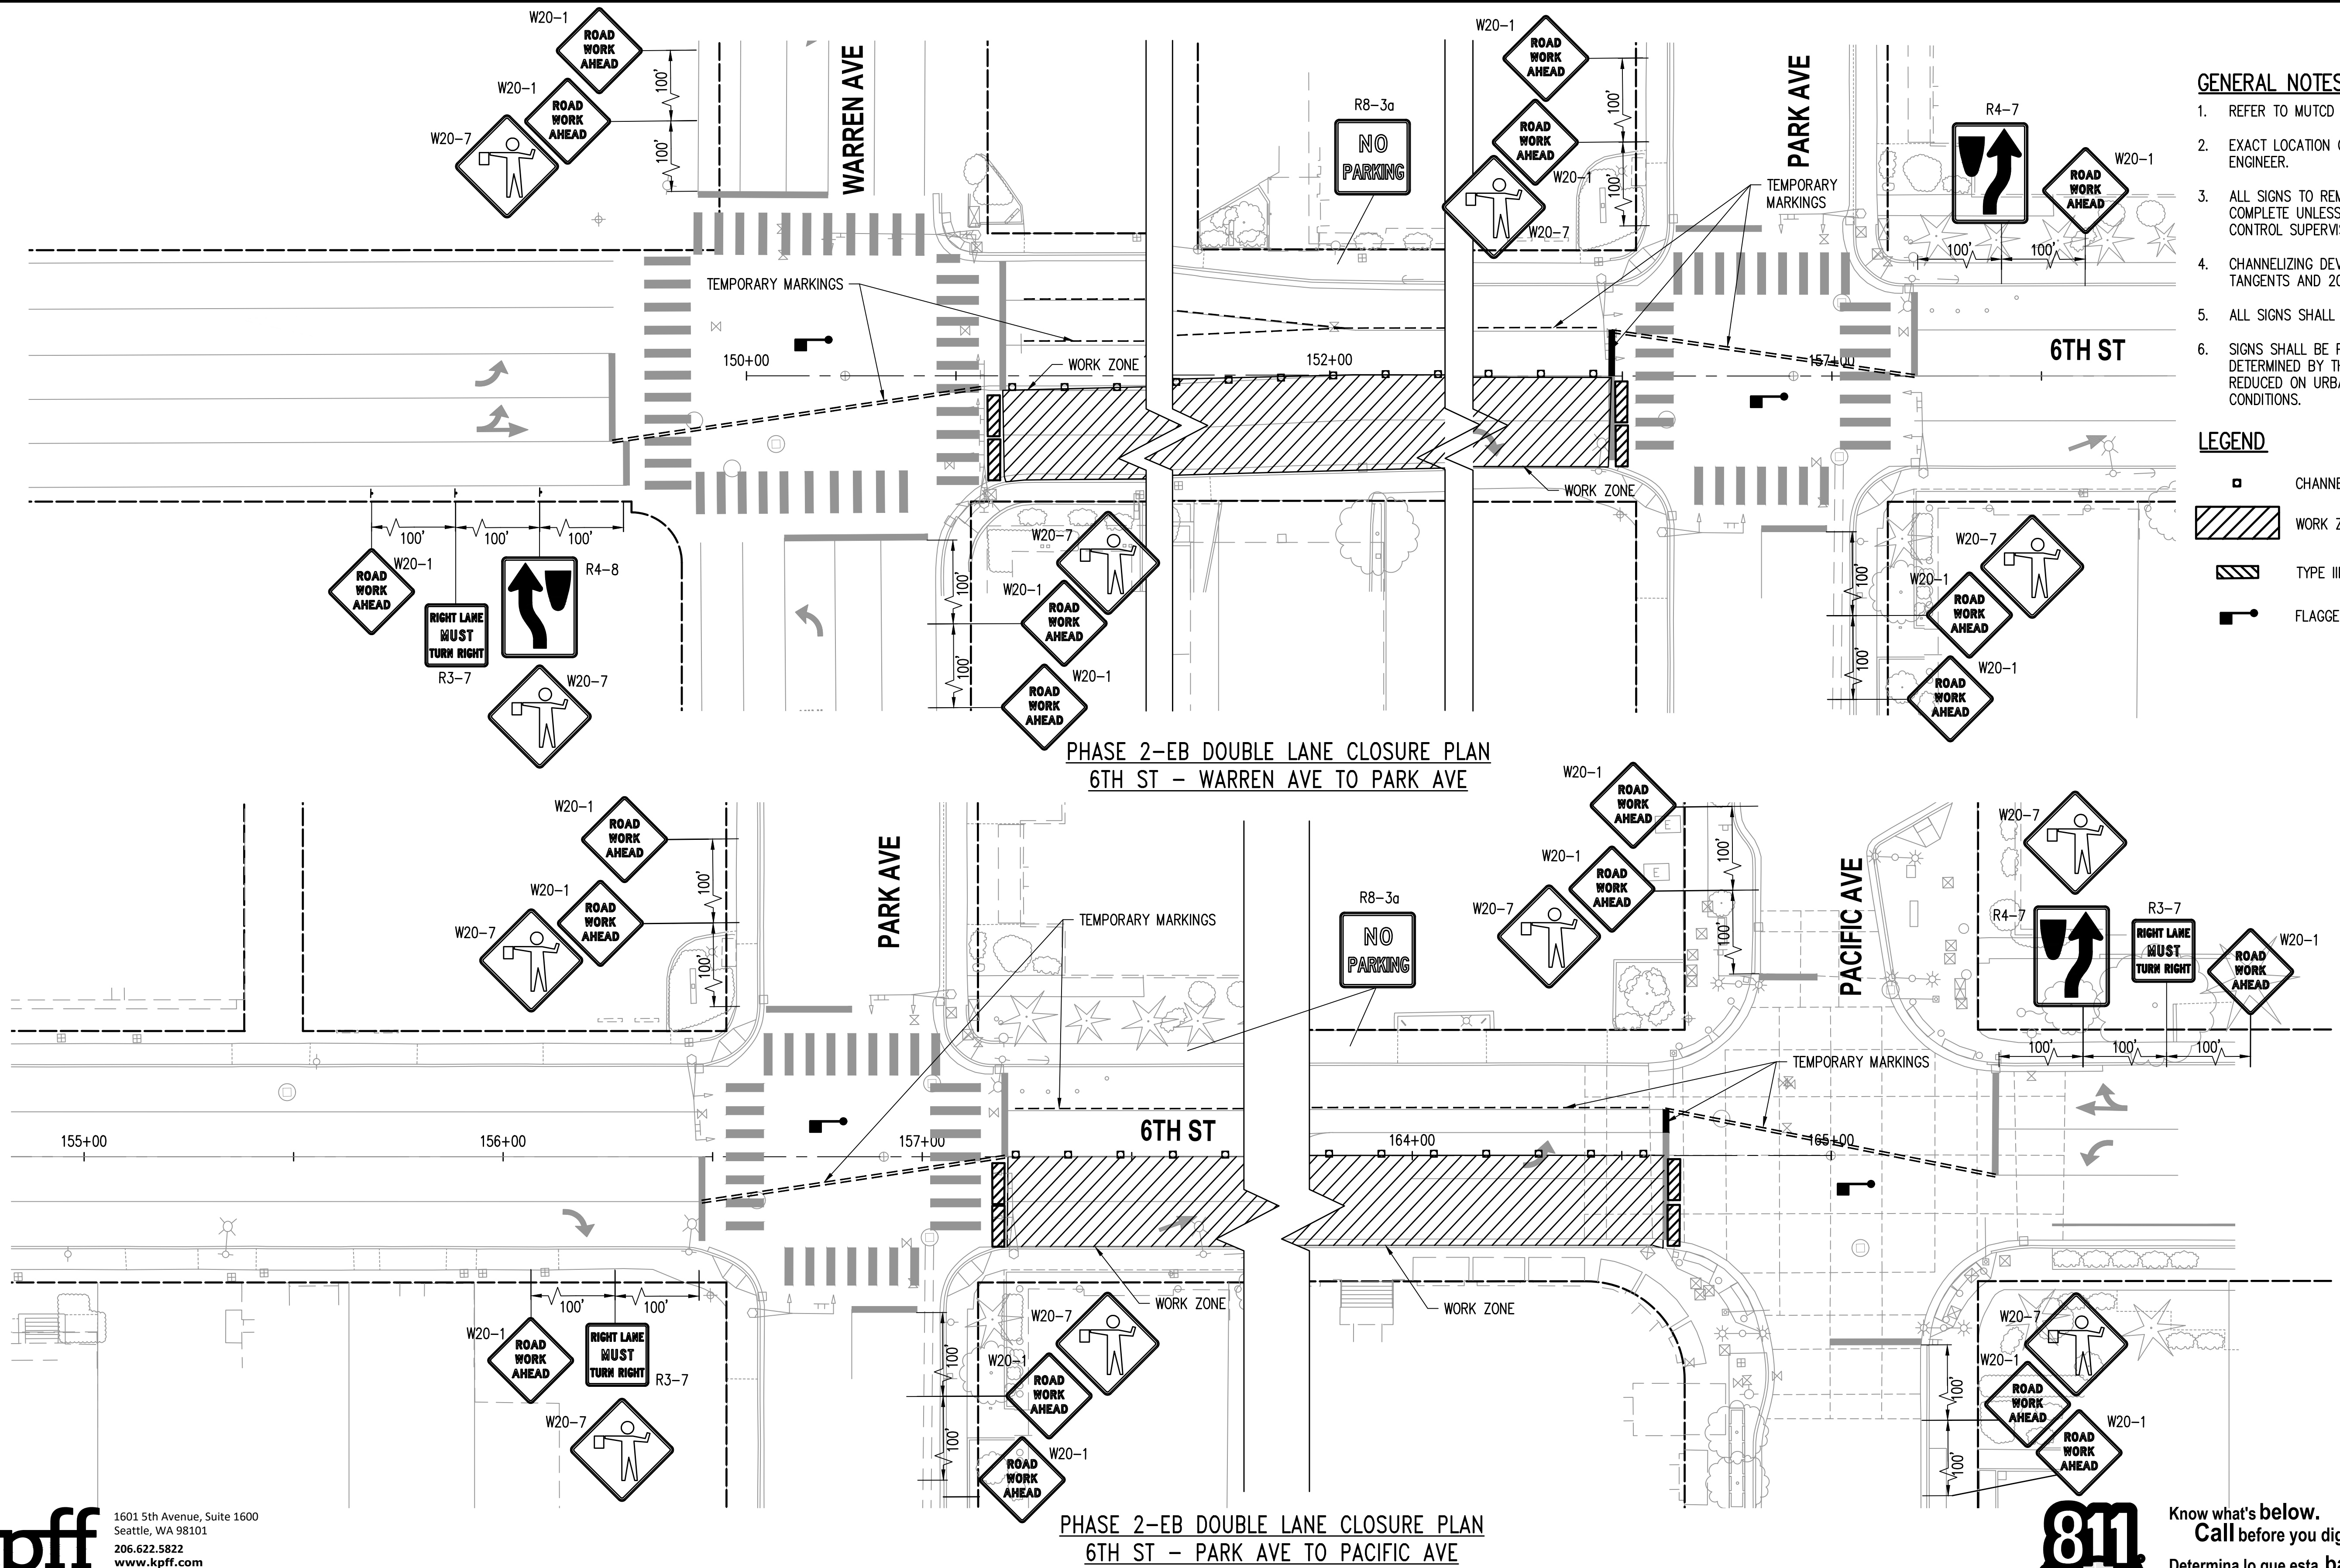 W20-1
ROAD
WORK
AHEAD
W20-1
ROAD
WORK
AHEAD
W20-7
100'
100'
WARREN AVE
R8-3a
NO
PARKING
W20-1
ROAD
WORK
AHEAD
ROAD
WORK
AHEAD
W20-1
W20-7
100'
100'
PARK AVE
TEMPORARY
MARKINGS
R4-7
W20-1
ROAD
WORK
AHEAD
100'
100'
TEMPORARY MARKINGS
150+00
WORK ZONE
152+00
157+00
6TH ST
WORK ZONE
100'
100'
100'
W20-1
ROAD
WORK
AHEAD
RIGHT LANE
MUST
TURN RIGHT
R3-7
R4-8
W20-7
W20-7
W20-1
ROAD
WORK
AHEAD
W20-1
ROAD
WORK
AHEAD
100'
100'
W20-7
W20-1
ROAD
WORK
AHEAD
W20-1
ROAD
WORK
AHEAD
100'
100'
GENERAL NOTES
1. REFER TO MUTCD
2. EXACT LOCATION
ENGINEER.
3. ALL SIGNS TO
COMPLETE UNLESS
CONTROL
4. CHANNELIZING
TANGENTS AND
5. ALL SIGNS SHALL
6. SIGNS SHALL BE
DETERMINED BY
REDUCED ON
CONDITIONS.
LEGEND
WORK
TYPE III
PHASE 2-EB DOUBLE LANE CLOSURE PLAN
6TH ST - WARREN AVE TO PARK AVE
W20-1
ROAD
WORK
AHEAD
W20-1
ROAD
WORK
AHEAD
W20-7
100'
100'
PARK AVE
TEMPORARY MARKINGS
R8-3a
NO
PARKING
W20-1
ROAD
WORK
AHEAD
E
W20-1
ROAD
WORK
AHEAD
E
W20-7
100'
100'
PACIFIC AVE
W20-7
R4-7
R3-7
RIGHT LANE
MUST
TURN RIGHT
W20-1
ROAD
WORK
AHEAD
100'
100'
100'
TEMPORARY MARKINGS
155+00
156+00
157+00
6TH ST
164+00
165+00
WORK ZONE
WORK ZONE
100'
100'
W20-1
ROAD
WORK
AHEAD
RIGHT LANE
MUST
TURN RIGHT
R3-7
W20-7
W20-7
W20-1
ROAD
WORK
AHEAD
W20-1
ROAD
WORK
AHEAD
100'
100'
W20-7
W20-1
ROAD
WORK
AHEAD
W20-1
ROAD
WORK
AHEAD
100'
100'
PHASE 2-EB DOUBLE LANE CLOSURE PLAN
6TH ST - PARK AVE TO PACIFIC AVE
kpff
1601 5th Avenue, Suite 1600
Seattle, WA 98101
206.622.5822
www.kpff.com
811
Know what's below.
Call before you dig
Determina lo que esta